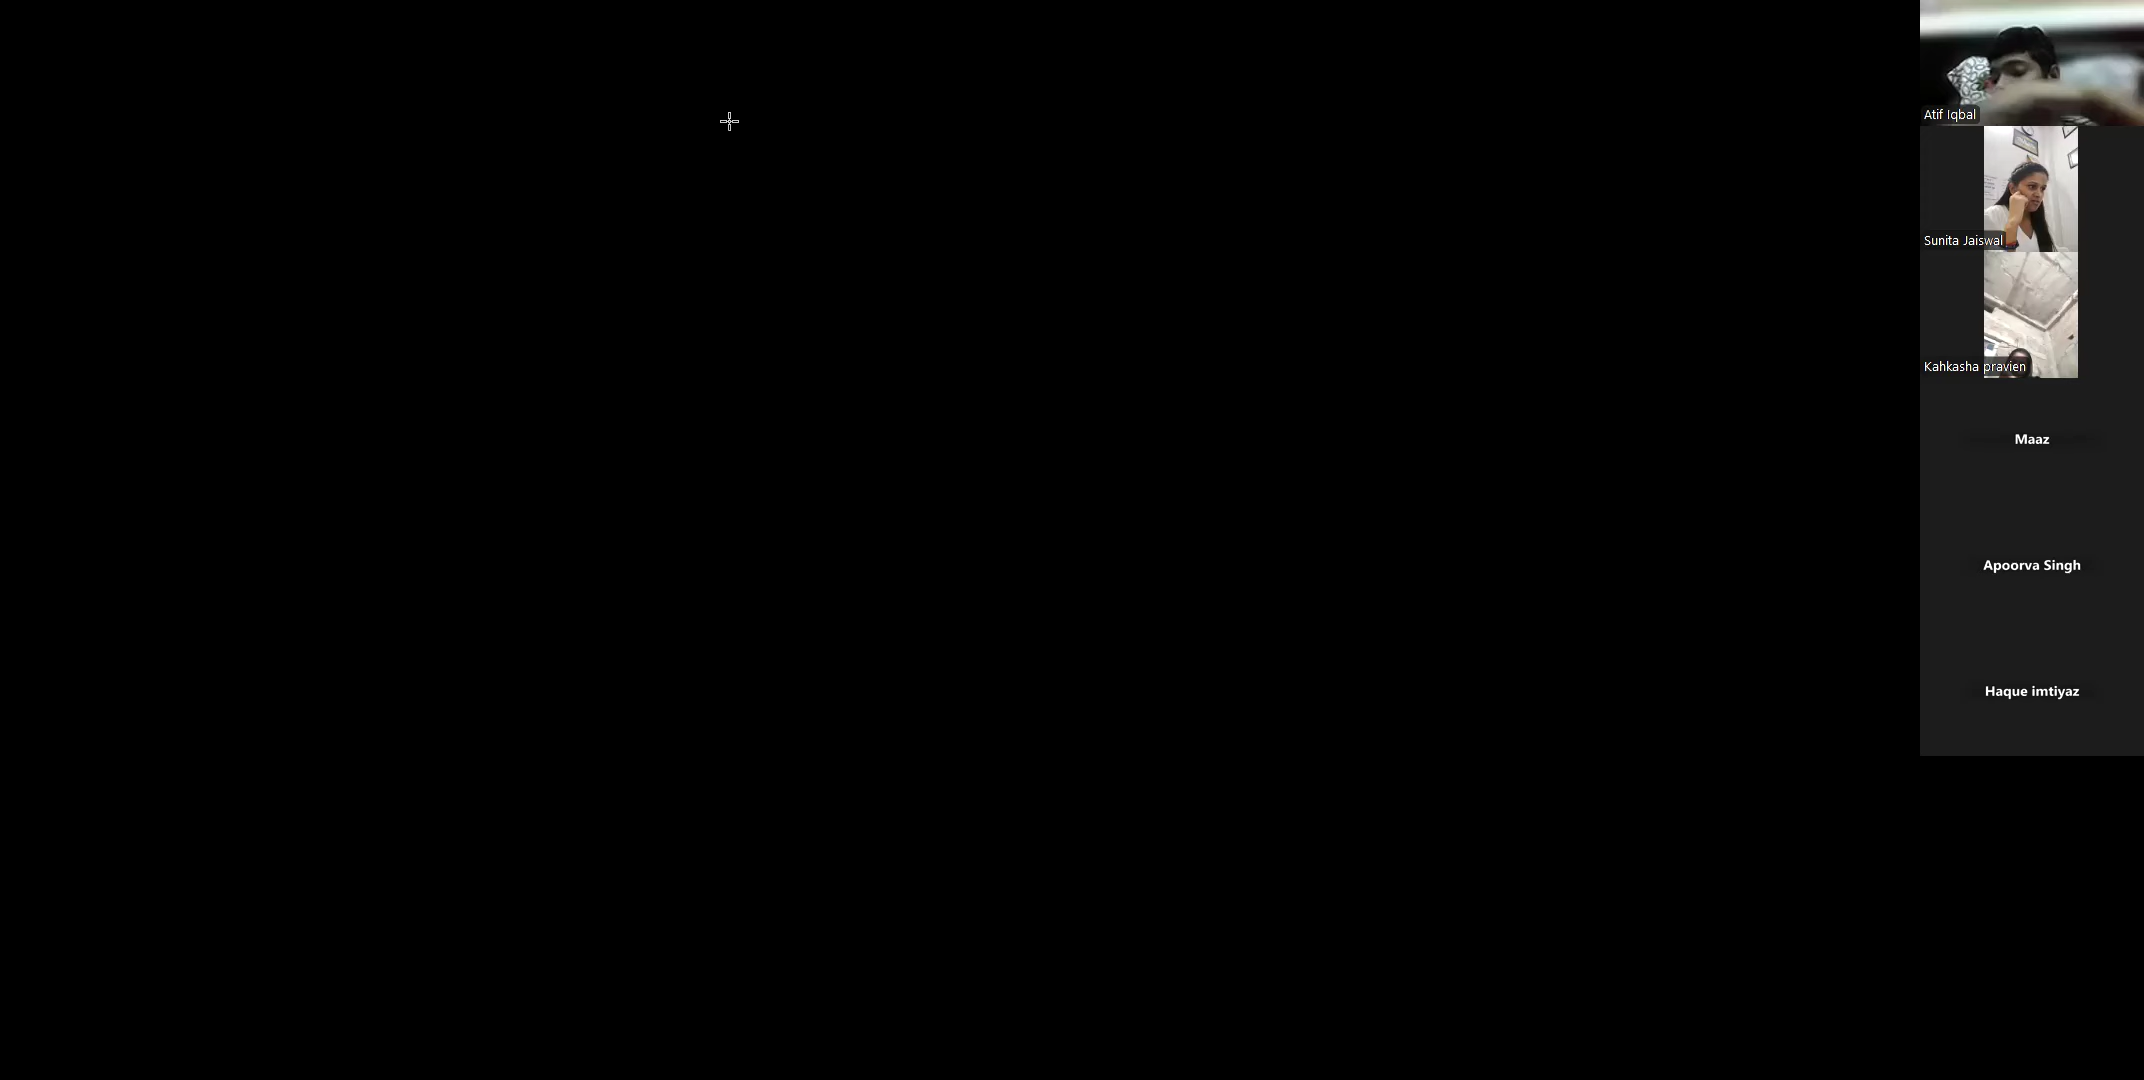 Atif Iqbal
Sunita Jaiswal
Kahkasha pravien
Maaz
Apoorva Singh
Haque imtiyaz